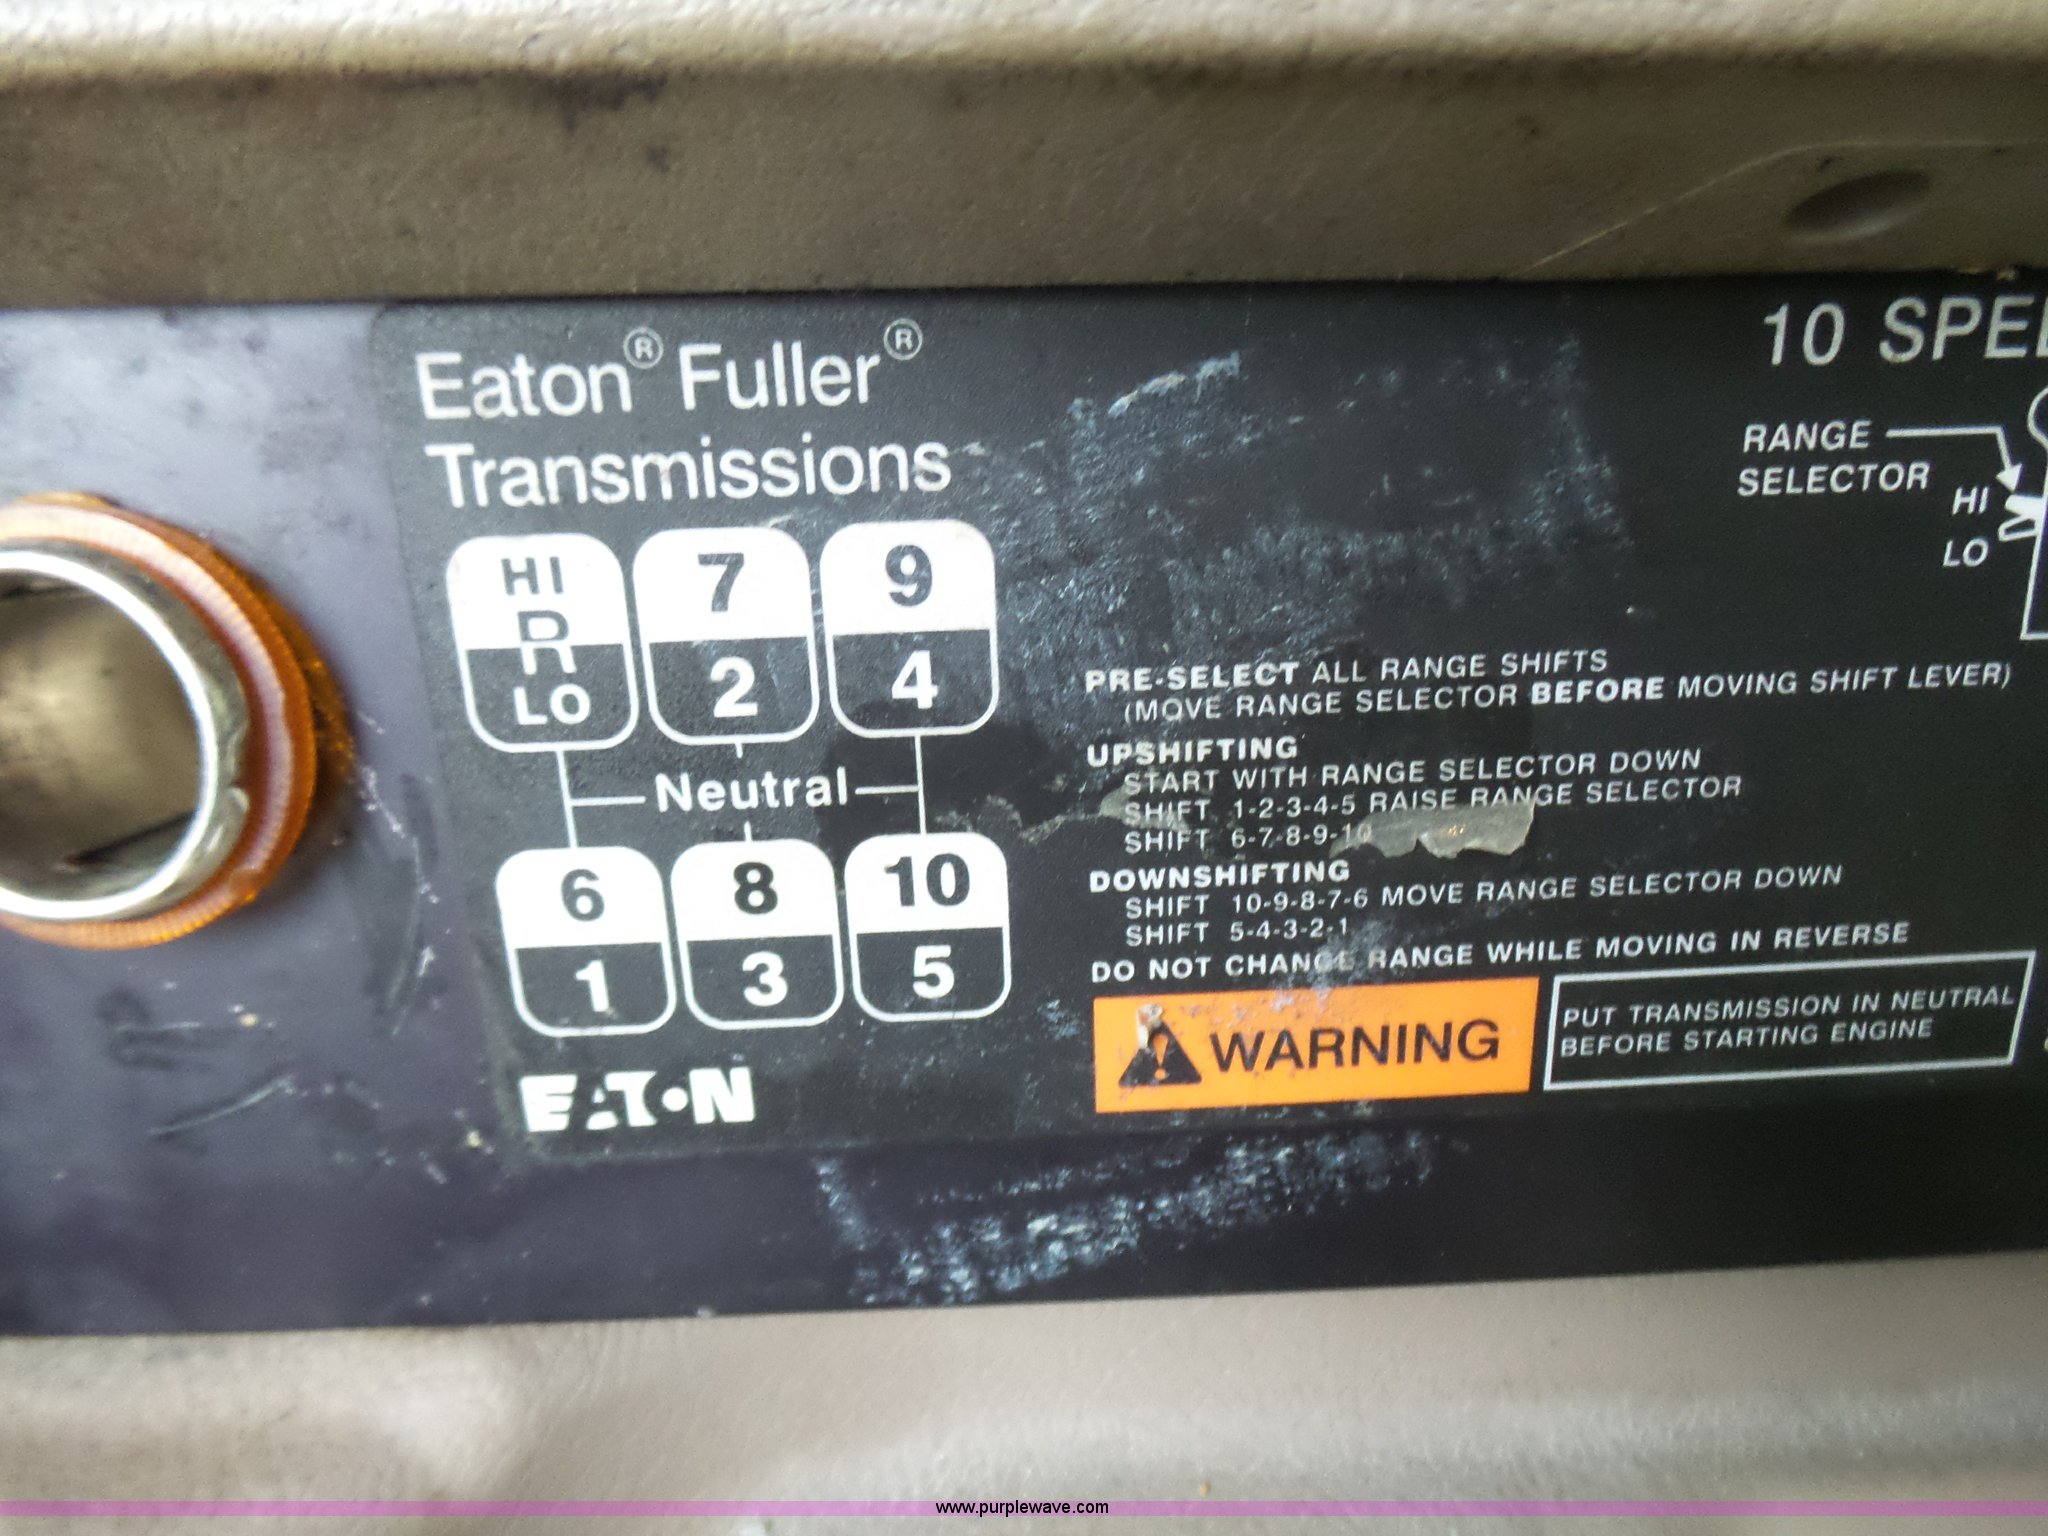 Eaton® Fuller®
Transmissions
HI
R
LO
7
2
9
4
Neutral
6
1
8
3
10
5
EATON
10 SPEE
RANGE
SELECTOR
HI
LO
PRE-SELECT ALL RANGE SHIFTS
(MOVE RANGE SELECTOR BEFORE MOVING SHIFT LEVER)
UPSHIFTING
START WITH RANGE SELECTOR DOWN
SHIFT 1-2-3-4-5 RAISE RANGE SELECTOR
SHIFT 6-7-8-9-10
DOWNSHIFTING
SHIFT 10-9-8-7-6 MOVE RANGE SELECTOR DOWN
SHIFT 5-4-3-2-1
DO NOT CHANGE RANGE WHILE MOVING IN REVERSE
WARNING
PUT TRANSMISSION IN NEUTRAL
BEFORE STARTING ENGINE
www.purplewave.com